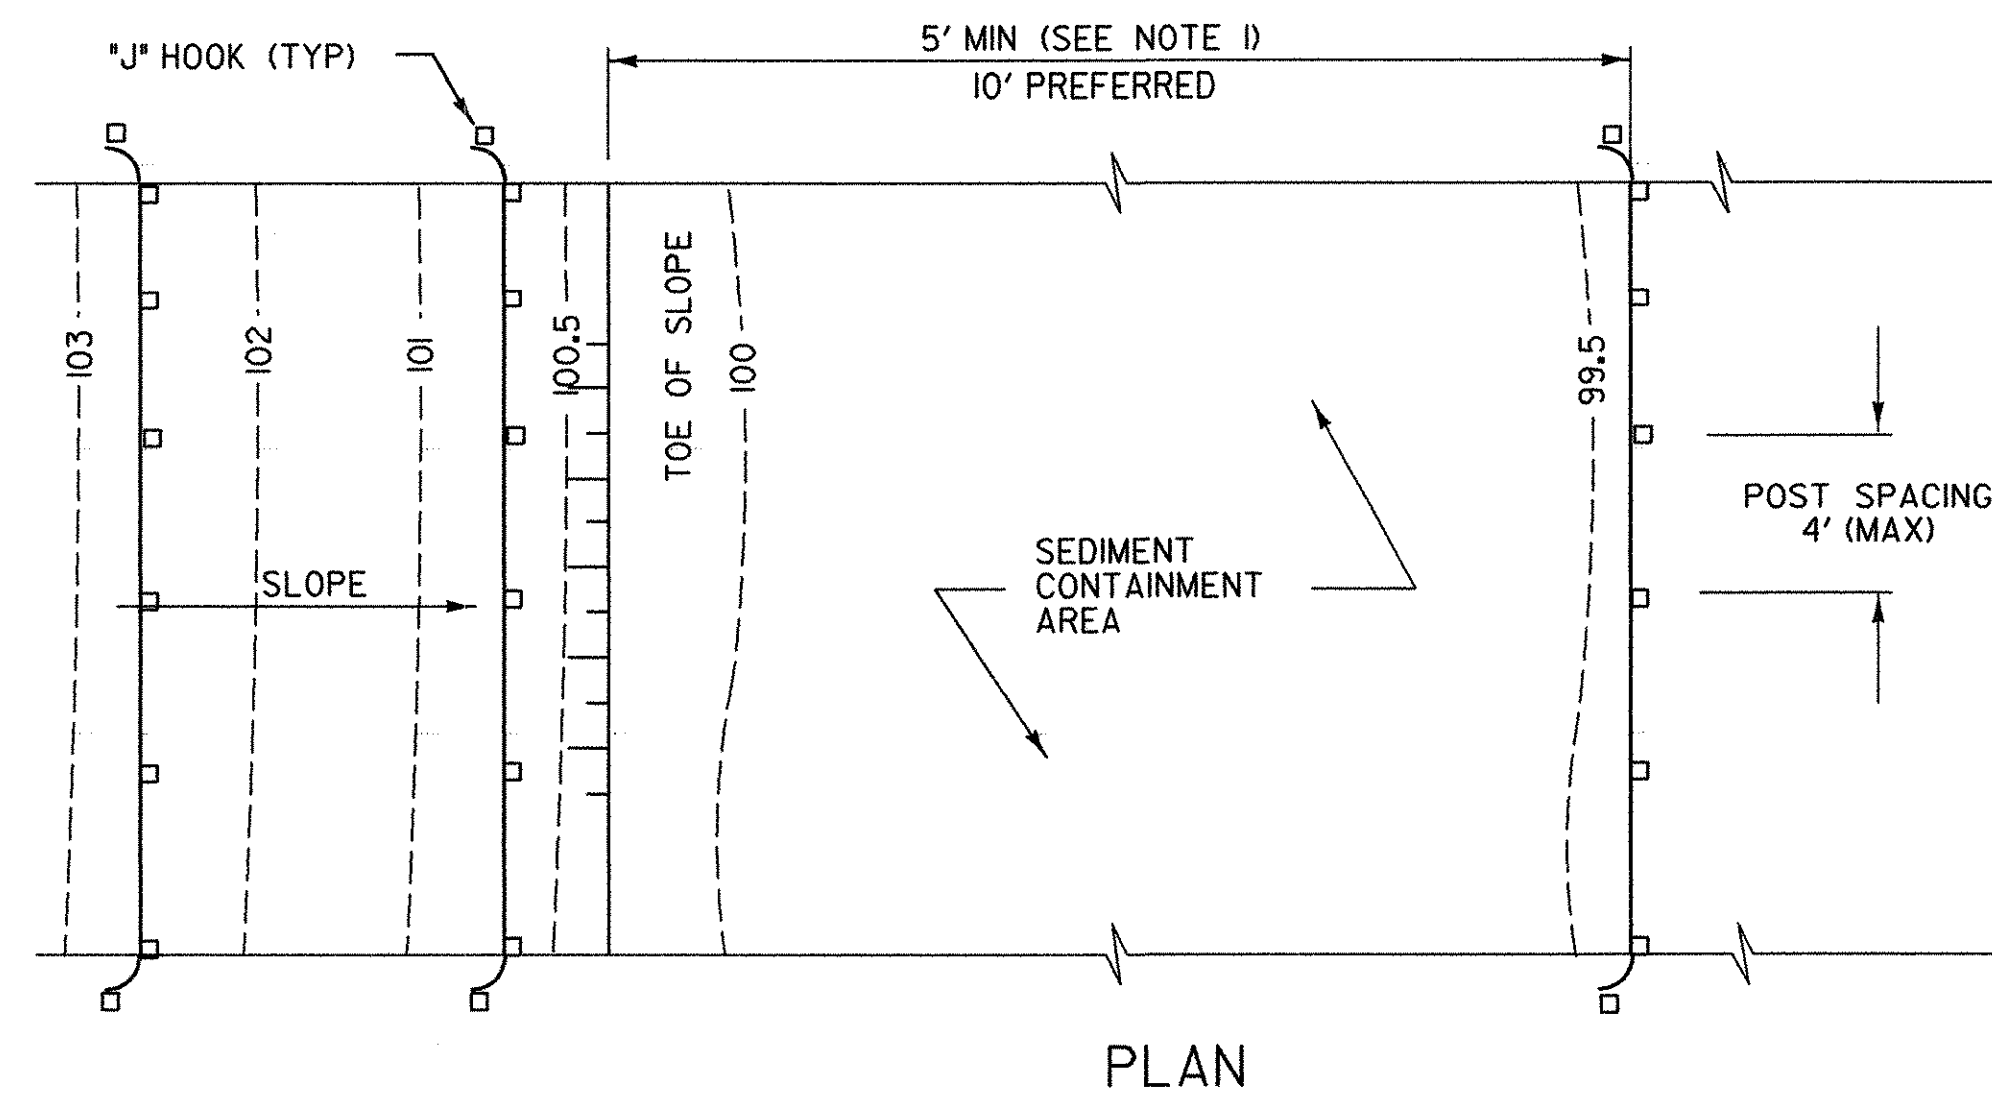 "J" HOOK (TYP)
5' MIN (SEE NOTE 1)
10' PREFERRED
103
102
101
100.5
TOE OF SLOPE
100
99.5
SLOPE
SEDIMENT
CONTAINMENT
AREA
POST SPACING
4' (MAX)
PLAN